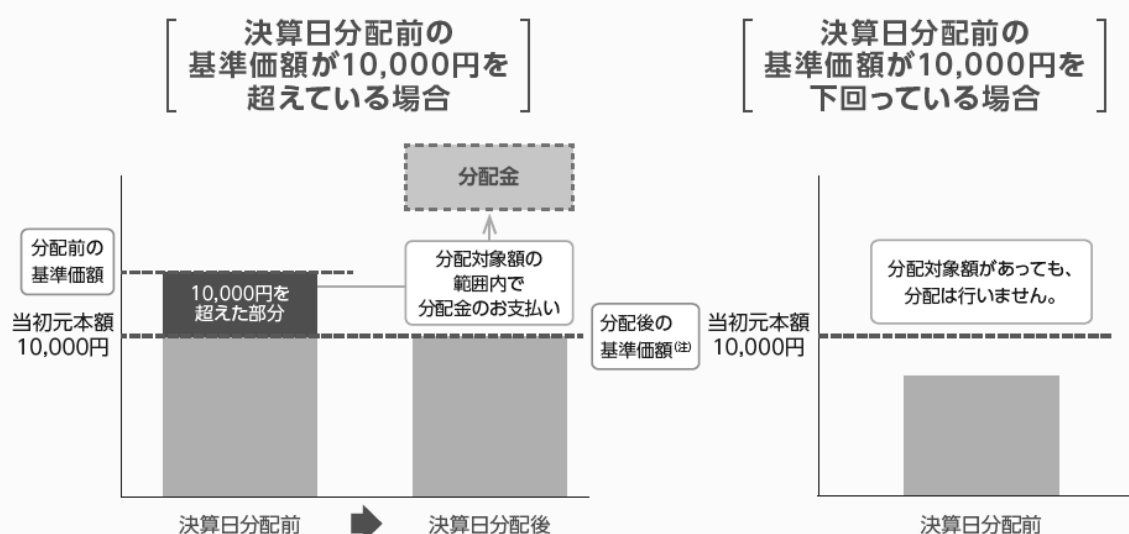 決算日分配前の
基準価額が10,000円を
超えている場合
分配金
分配前の
基準価額
10,000円を
超えた部分
分配対象額の
範囲内で
分配金のお支払い
当初元本額
10,000円
分配後の
基準価額(注)
決算日分配前
決算日分配後
決算日分配前の
基準価額が10,000円を
下回っている場合
分配対象額があっても、
分配は行いません。
当初元本額
10,000円
決算日分配前